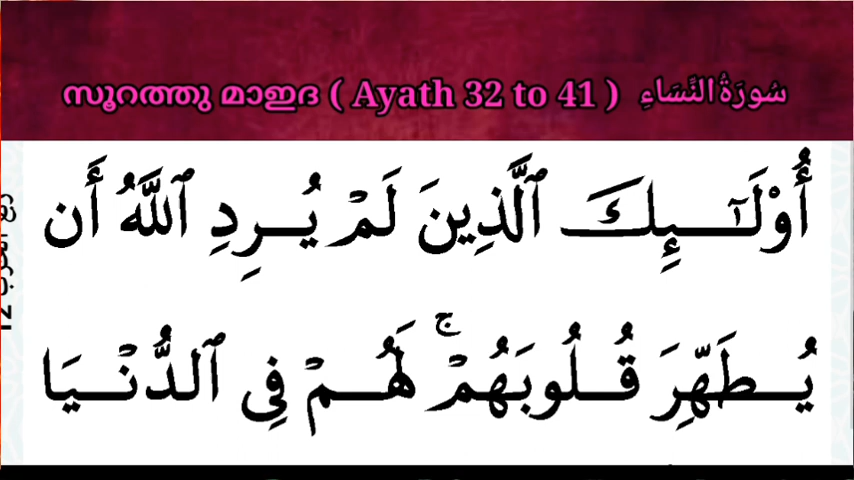 സൂറത്തു മാഇദ ( Ayath 32 to 41 ) سُورَةُ النِّسَاءِ
أُوْلَـٰٓئِكَ ٱلَّذِينَ لَمْ يُرِدِ ٱللَّهُ أَن
يُطَهِّرَ قُلُوبَهُمْ ۚ لَهُمْ فِى ٱلدُّنْيَا